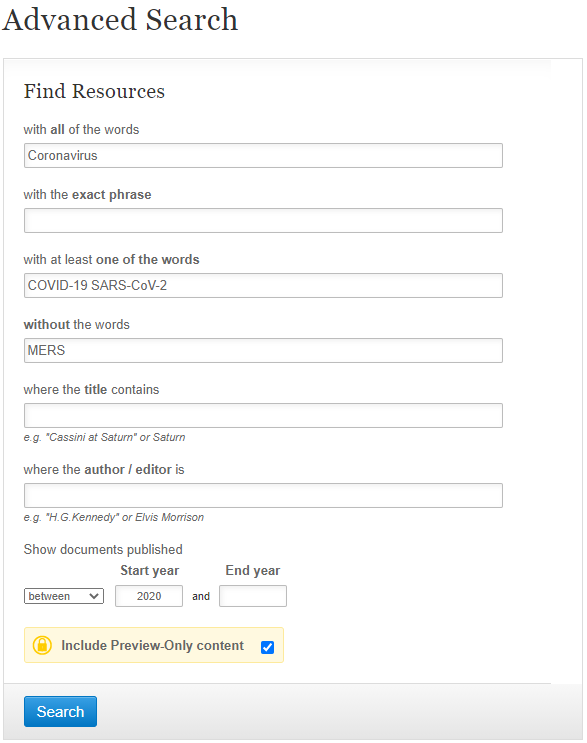 Advanced Search
Find Resources
with all of the words
Coronavirus
with the exact phrase
with at least one of the words
COVID-19 SARS-CoV-2
without the words
MERS
where the title contains
e.g. "Cassini at Saturn" or Saturn
where the author / editor is
e.g. "H.G.Kennedy" or Elvis Morrison
Show documents published
Start year End year
between 2020 and
Include Preview-Only content
Search